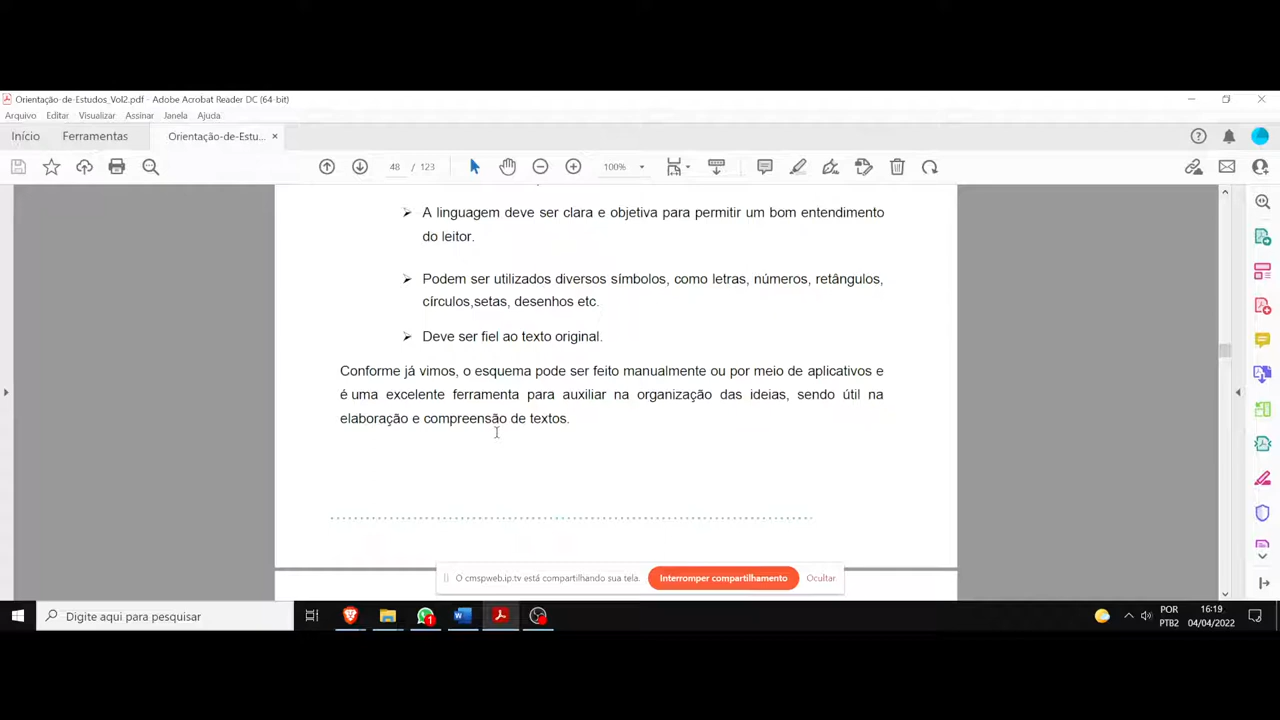 Orientação-de-Estudos_Vol2.pdf - Adobe Acrobat Reader DC (64-bit)
Arquivo Editar Visualizar Assinar Janela Ajuda
Início Ferramentas Orientação-de-Estu... ×
48 / 123 100%
➢ A linguagem deve ser clara e objetiva para permitir um bom entendimento
do leitor.
➢ Podem ser utilizados diversos símbolos, como letras, números, retângulos,
círculos,setas, desenhos etc.
➢ Deve ser fiel ao texto original.
Conforme já vimos, o esquema pode ser feito manualmente ou por meio de aplicativos e
é uma excelente ferramenta para auxiliar na organização das ideias, sendo útil na
elaboração e compreensão de textos.
O cmspweb.ip.tv está compartilhando sua tela. Interromper compartilhamento Ocultar
Digite aqui para pesquisar
1
POR
PTB2
16:19
04/04/2022